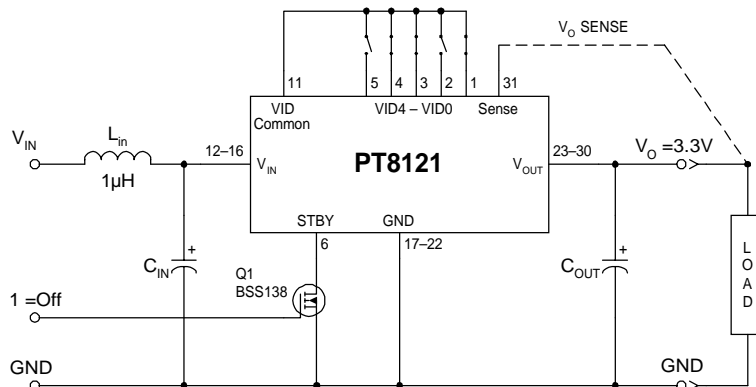 V_O SENSE
11
5
4
3
2
1
31
VID Common
VID4 – VID0
Sense
V_IN
L_in
1µH
12–16
V_IN
PT8121
V_OUT
23–30
V_O =3.3V
STBY
GND
6
17–22
+
C_IN
Q1
BSS138
+
C_OUT
LOAD
1 =Off
GND
GND